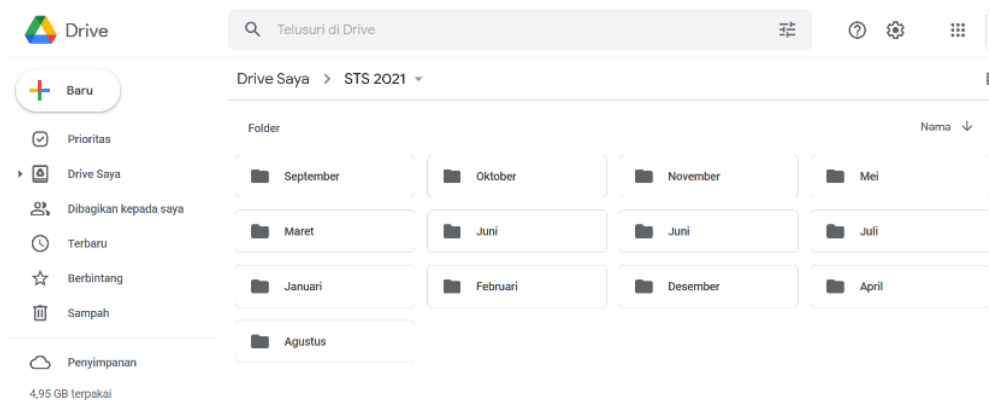 Drive
Telusuri di Drive
Baru
Drive Saya > STS 2021
Prioritas
Drive Saya
Dibagikan kepada saya
Terbaru
Berbintang
Sampah
Penyimpanan
4,95 GB terpakai
Folder
Nama
September
Oktober
November
Mei
Maret
Juni
Juni
Juli
Januari
Februari
Desember
April
Agustus